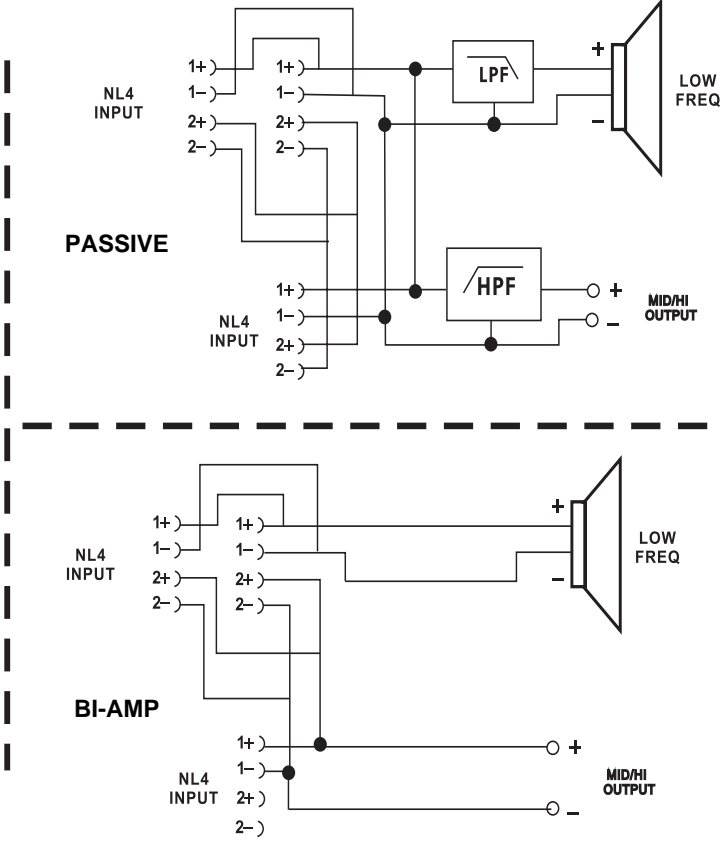 1+ 1+
1– 1–
NL4
INPUT
2+ 2+
2– 2–
+
–
LPF
LOW
FREQ
PASSIVE
1+
1–
NL4
INPUT
2+
2–
HPF
+
–
MID/HI
OUTPUT
1+ 1+
1– 1–
NL4
INPUT
2+ 2+
2– 2–
+
–
LOW
FREQ
BI-AMP
1+
1–
NL4
INPUT
2+
2–
+
–
MID/HI
OUTPUT